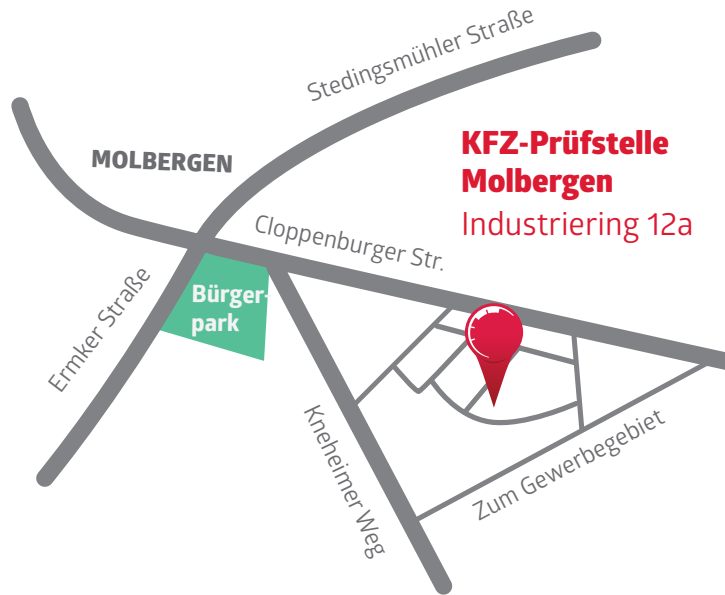 Stedingsmühler Straße
KFZ-Prüfstelle
Molbergen
Industriering 12a
MOLBERGEN
Cloppenburger Str.
Bürger-
park
Ermker Straße
Kneheimer Weg
Zum Gewerbegebiet